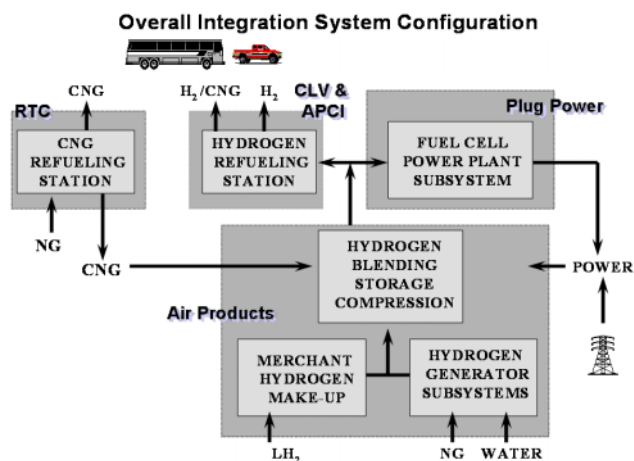 Overall Integration System Configuration
CNG
H2/CNG
H2
CLV &
APCI
RTC
Plug Power
CNG
REFUELING
STATION
HYDROGEN
REFUELING
STATION
FUEL CELL
POWER PLANT
SUBSYSTEM
NG
CNG
HYDROGEN
BLENDING
STORAGE
COMPRESSION
POWER
Air Products
MERCHANT
HYDROGEN
MAKE-UP
HYDROGEN
GENERATOR
SUBSYSTEMS
LH2
NG
WATER